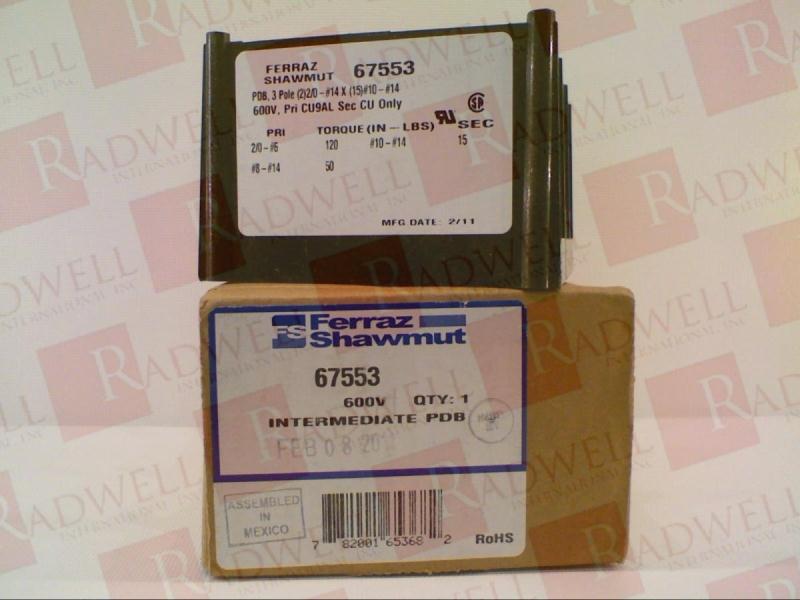 FERRAZ
SHAWMUT 67553
PDB, 3 Pole (2)2/0-#14 X (15)#10-#14
600V, Pri CU9AL Sec CU Only
PRI TORQUE (IN-LBS) SEC
2/0-#6 120 #10-#14 15
#8-#14 50
MFG DATE: 2/11
FS Ferraz
Shawmut
67553
600V QTY: 1
INTERMEDIATE PDB
FEB 08 20
ASSEMBLED
IN
MEXICO
7 82001 65368 2
RoHS
RADWELL
INTERNATIONAL, INC.